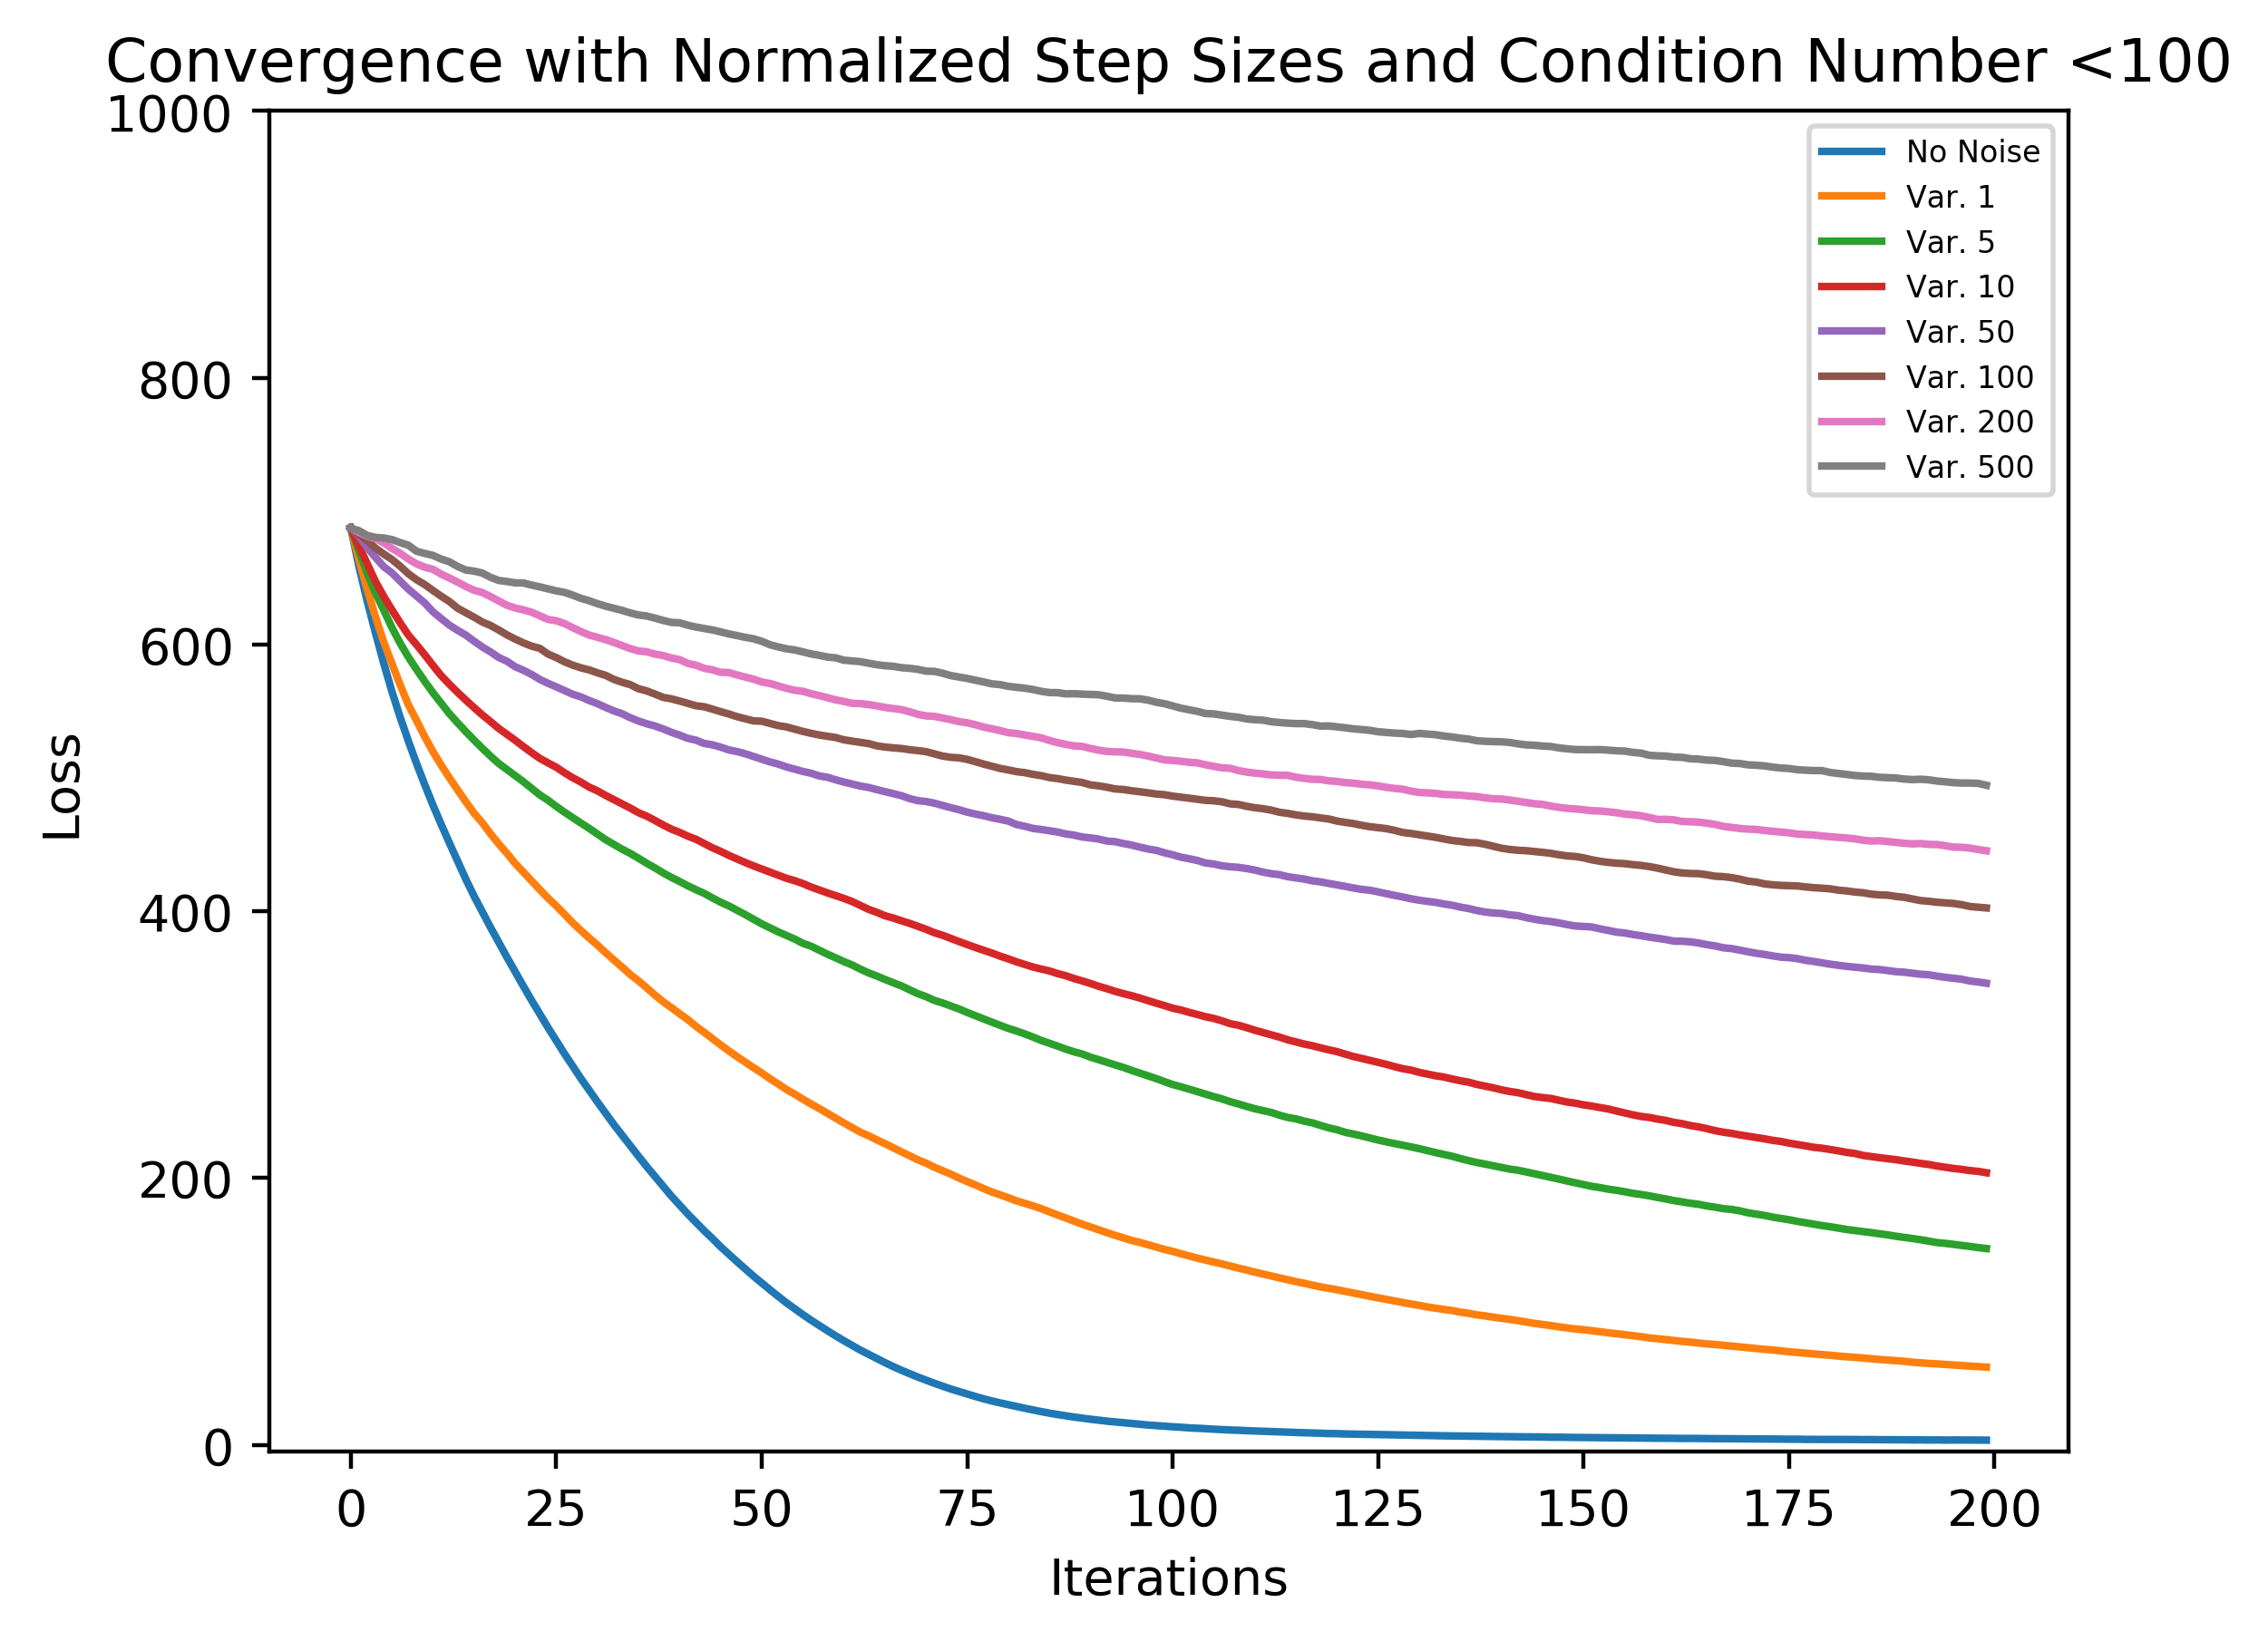 Convergence with Normalized Step Sizes and Condition Number <100
1000
800
600
400
200
0
Loss
No Noise
Var. 1
Var. 5
Var. 10
Var. 50
Var. 100
Var. 200
Var. 500
0 25 50 75 100 125 150 175 200
Iterations